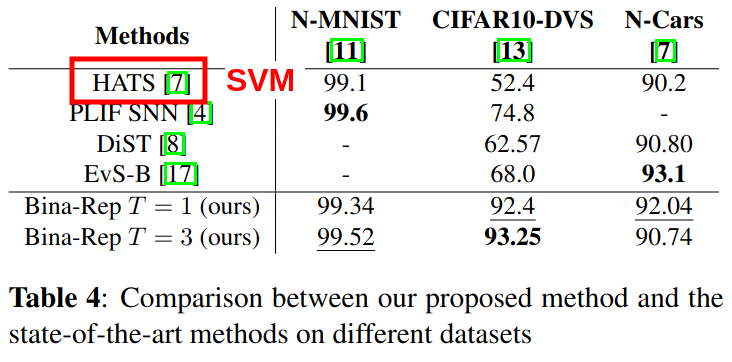 Methods N-MNIST [11] CIFAR10-DVS [13] N-Cars [7]
HATS [7] SVM 99.1 52.4 90.2
PLIF SNN [4] 99.6 74.8 -
DiST [8] - 62.57 90.80
EvS-B [17] - 68.0 93.1
Bina-Rep T = 1 (ours) 99.34 92.4 92.04
Bina-Rep T = 3 (ours) 99.52 93.25 90.74
Table 4: Comparison between our proposed method and the
state-of-the-art methods on different datasets